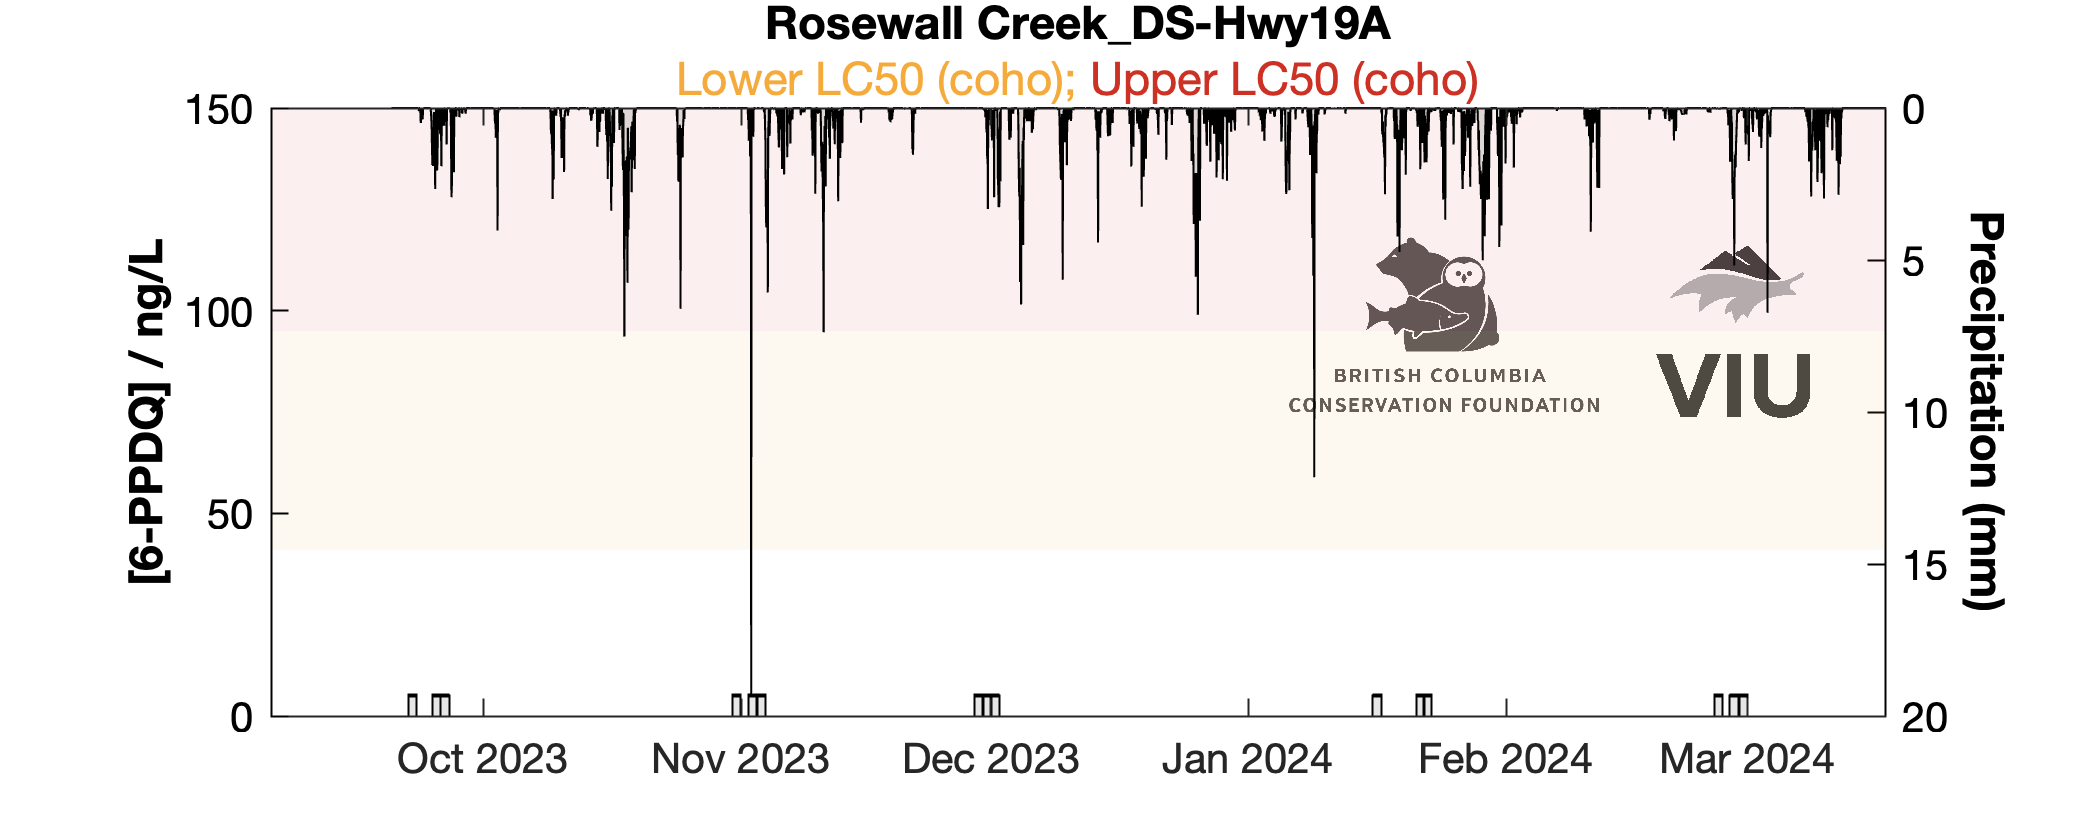 Rosewall Creek_DS-Hwy19A
Lower LC50 (coho); Upper LC50 (coho)
150
100
50
0
[6-PPDQ] / ng/L
0
5
10
15
20
Precipitation (mm)
BRITISH COLUMBIA
CONSERVATION FOUNDATION
VIU
Oct 2023
Nov 2023
Dec 2023
Jan 2024
Feb 2024
Mar 2024